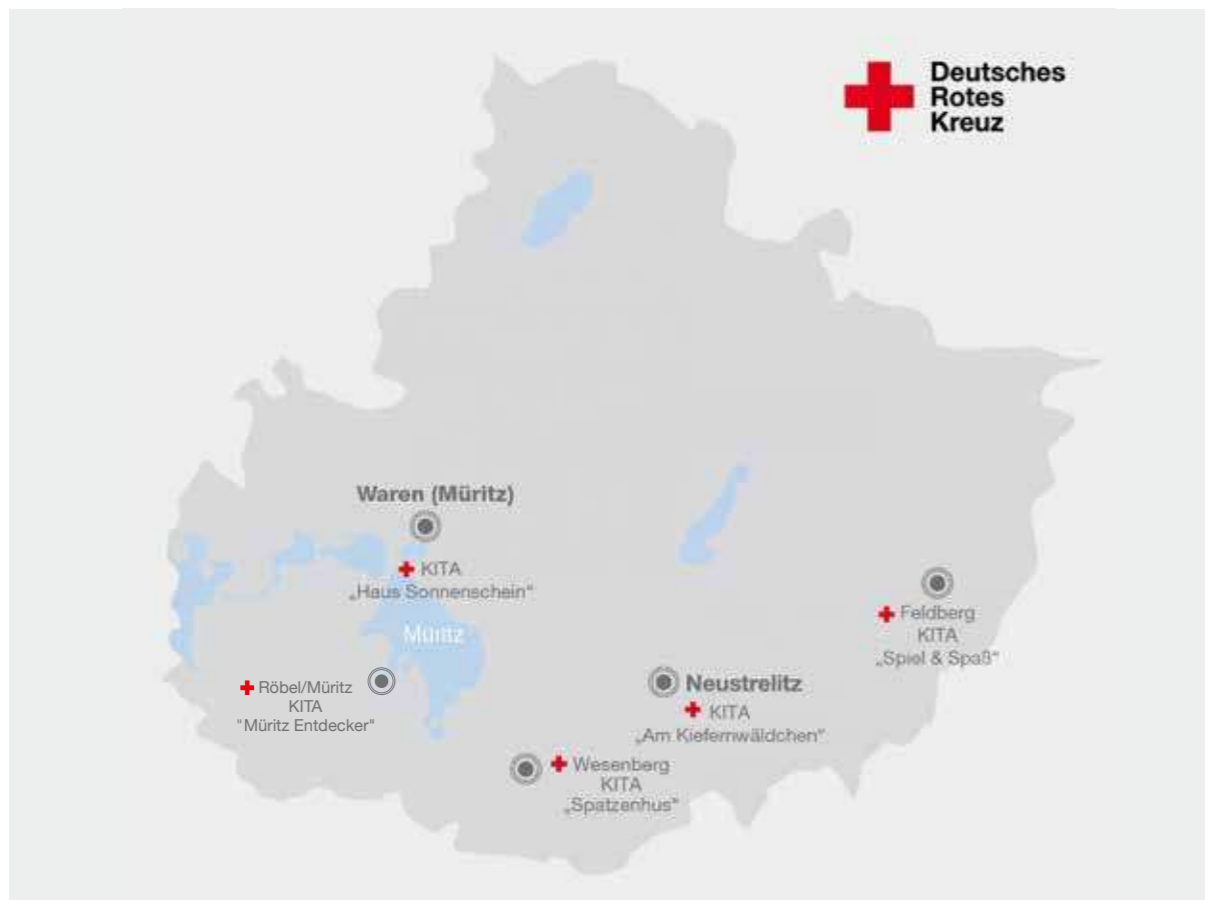 Deutsches
Rotes
Kreuz
Waren (Müritz)
KITA
„Haus Sonnenschein“
Müritz
Feldberg
KITA
„Spiel & Spaß“
Röbel/Müritz
KITA
"Müritz Entdecker"
Neustrelitz
KITA
„Am Kiefernwäldchen“
Wesenberg
KITA
„Spatzenhus“